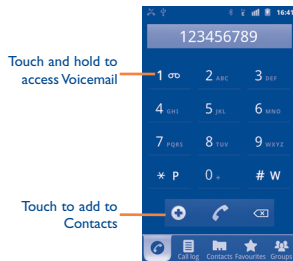 16:41
123456789
Touch and hold to
access Voicemail
1 2 ABC 3 DEF
4 GHI 5 JKL 6 MNO
7 PQRS 8 TUV 9 WXYZ
* P 0 + # W
Touch to add to
Contacts
Call log Contacts Favourites Groups